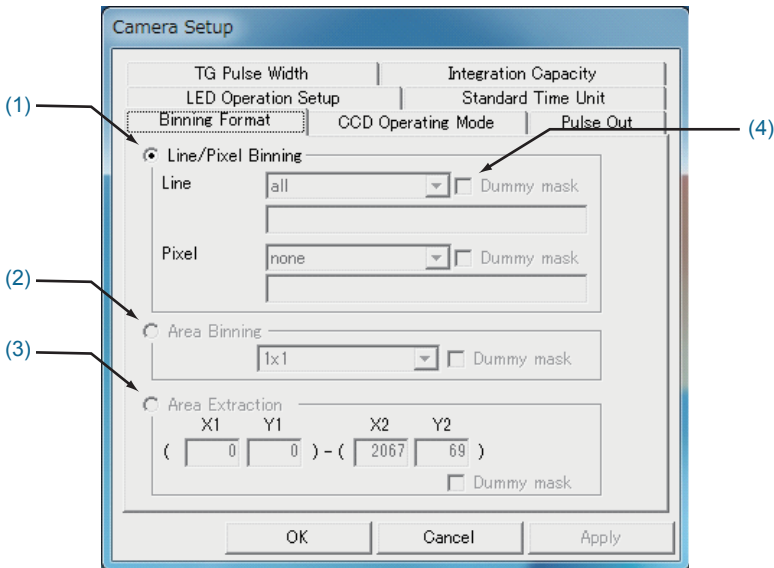 Camera Setup
TG Pulse Width Integration Capacity
LED Operation Setup Standard Time Unit
Binning Format CCD Operating Mode Pulse Out
(1)
(4)
Line/Pixel Binning
Line all Dummy mask
Pixel none Dummy mask
(2)
Area Binning
1x1 Dummy mask
(3)
Area Extraction
X1 Y1 X2 Y2
( 0 0 ) - ( 2067 69 )
Dummy mask
OK Cancel Apply